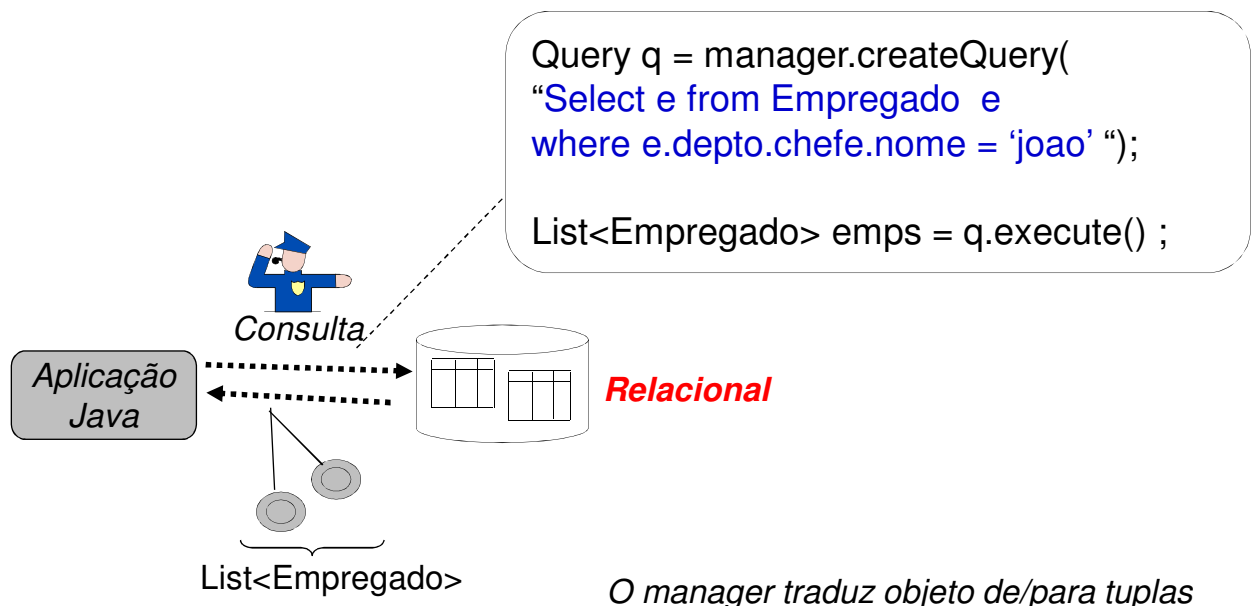 Query q = manager.createQuery(
“Select e from Empregado e
where e.depto.chefe.nome = ‘joao’ “);
List<Empregado> emps = q.execute() ;
Consulta
Aplicação
Java
Relacional
List<Empregado>
O manager traduz objeto de/para tuplas